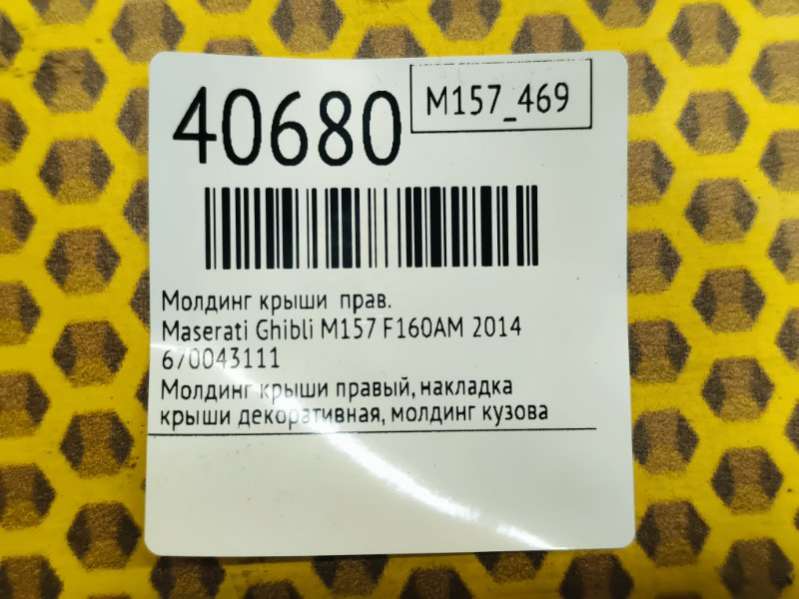 40680
M157_469
Молдинг крыши прав.
Maserati Ghibli M157 F160AM 2014
670043111
Молдинг крыши правый, накладка
крыши декоративная, молдинг кузова